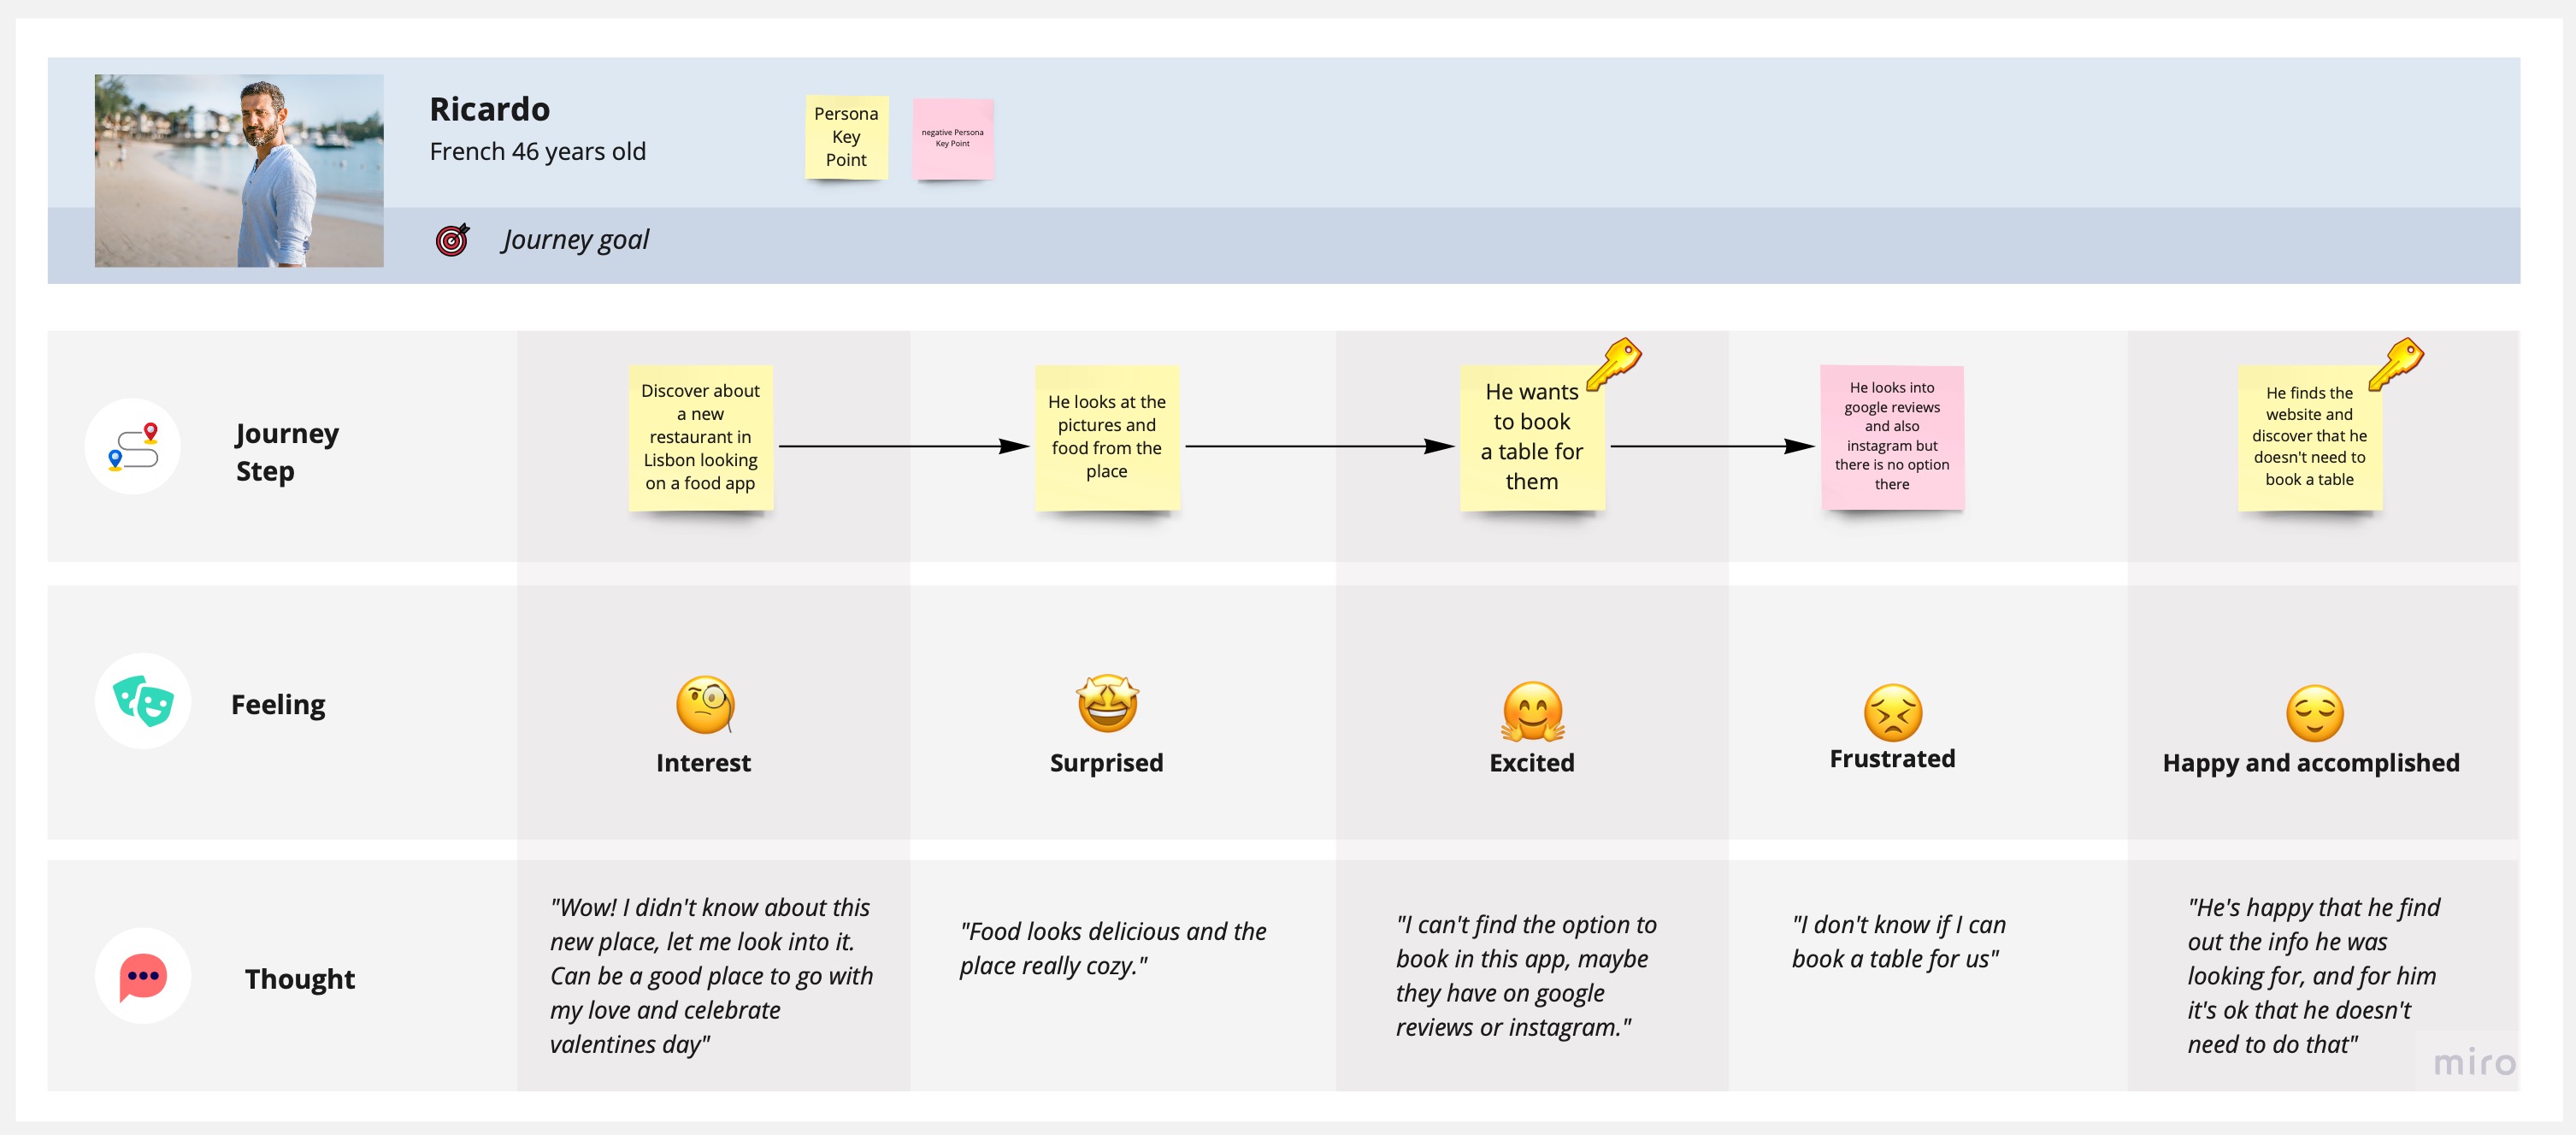 Ricardo
French 46 years old
Persona
Key
Point
negative Persona
Key Point
Journey goal
Journey
Step
Discover about
a new
restaurant in
Lisbon looking
on a food app
He looks at the
pictures and
food from the
place
He wants
to book
a table for
them
He looks into
google reviews
and also
instagram but
there is no option
there
He finds the
website and
discover that he
doesn't need to
book a table
Feeling
Interest
Surprised
Excited
Frustrated
Happy and accomplished
Thought
"Wow! I didn't know about this
new place, let me look into it.
Can be a good place to go with
my love and celebrate
valentines day"
"Food looks delicious and the
place really cozy."
"I can't find the option to
book in this app, maybe
they have on google
reviews or instagram."
"I don't know if I can
book a table for us"
"He's happy that he find
out the info he was
looking for, and for him
it's ok that he doesn't
need to do that"
miro